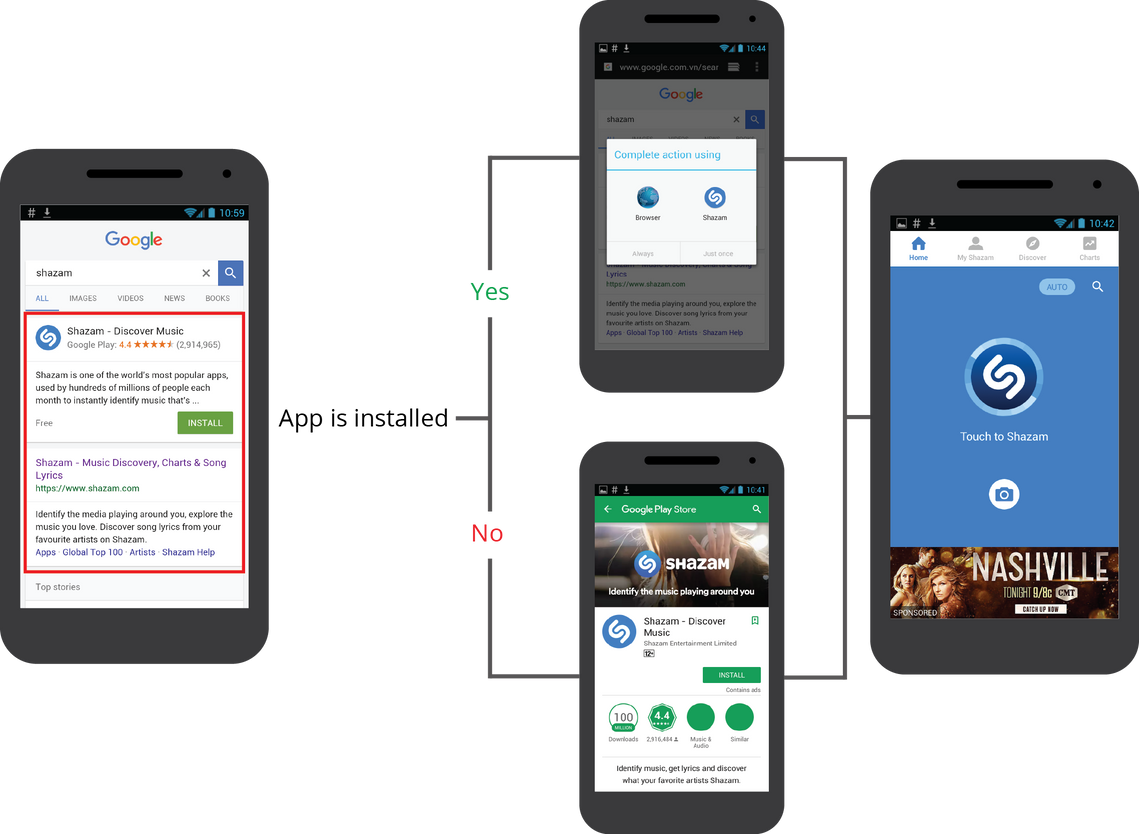 # 10:59
Google
shazam
ALL IMAGES VIDEOS NEWS BOOKS
Shazam - Discover Music
Google Play: 4.4 ★★★★★ (2,914,965)
Shazam is one of the world's most popular apps,
used by hundreds of millions of people each
month to instantly identify music that's ...
Free INSTALL
Shazam - Music Discovery, Charts & Song
Lyrics
https://www.shazam.com
Identify the media playing around you, explore the
music you love. Discover song lyrics from your
favourite artists on Shazam.
Apps · Global Top 100 · Artists · Shazam Help
Top stories
App is installed
Yes
No
# 10:44
www.google.com.vn/sear
Google
shazam
Complete action using
Browser Shazam
Always Just once
Lyrics
https://www.shazam.com
Identify the media playing around you, explore the
music you love. Discover song lyrics from your
favourite artists on Shazam.
Apps · Global Top 100 · Artists · Shazam Help
# 10:41
Google Play Store
SHAZAM
Identify the music playing around you
Shazam - Discover
Music
Shazam Entertainment Limited
12+
INSTALL
Contains ads
100 4.4
MILLION
Downloads 2,916,484 Music & Similar
Audio
Identify music, get lyrics and discover
what your favorite artists Shazam.
# 10:42
Home My Shazam Discover Charts
AUTO
Touch to Shazam
NASHVILLE
TONIGHT 9/8c CMT
CATCH UP NOW
SPONSORED